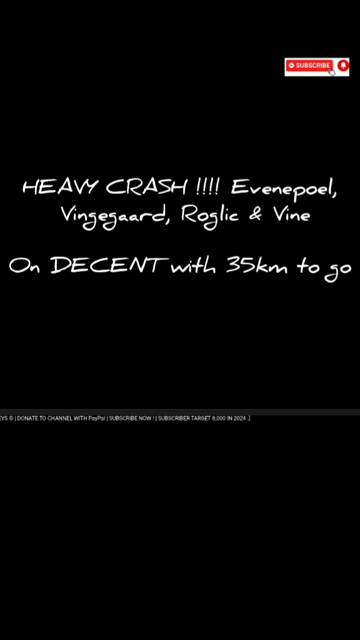 SUBSCRIBE
HEAVY CRASH !!!! Evenepoel,
Vingegaard, Roglic & Vine
On DECENT with 35km to go
EYS © | DONATE TO CHANNEL WITH PayPal | SUBSCRIBE NOW ! | SUBSCRIBER TARGET 8,000 IN 2024 .]